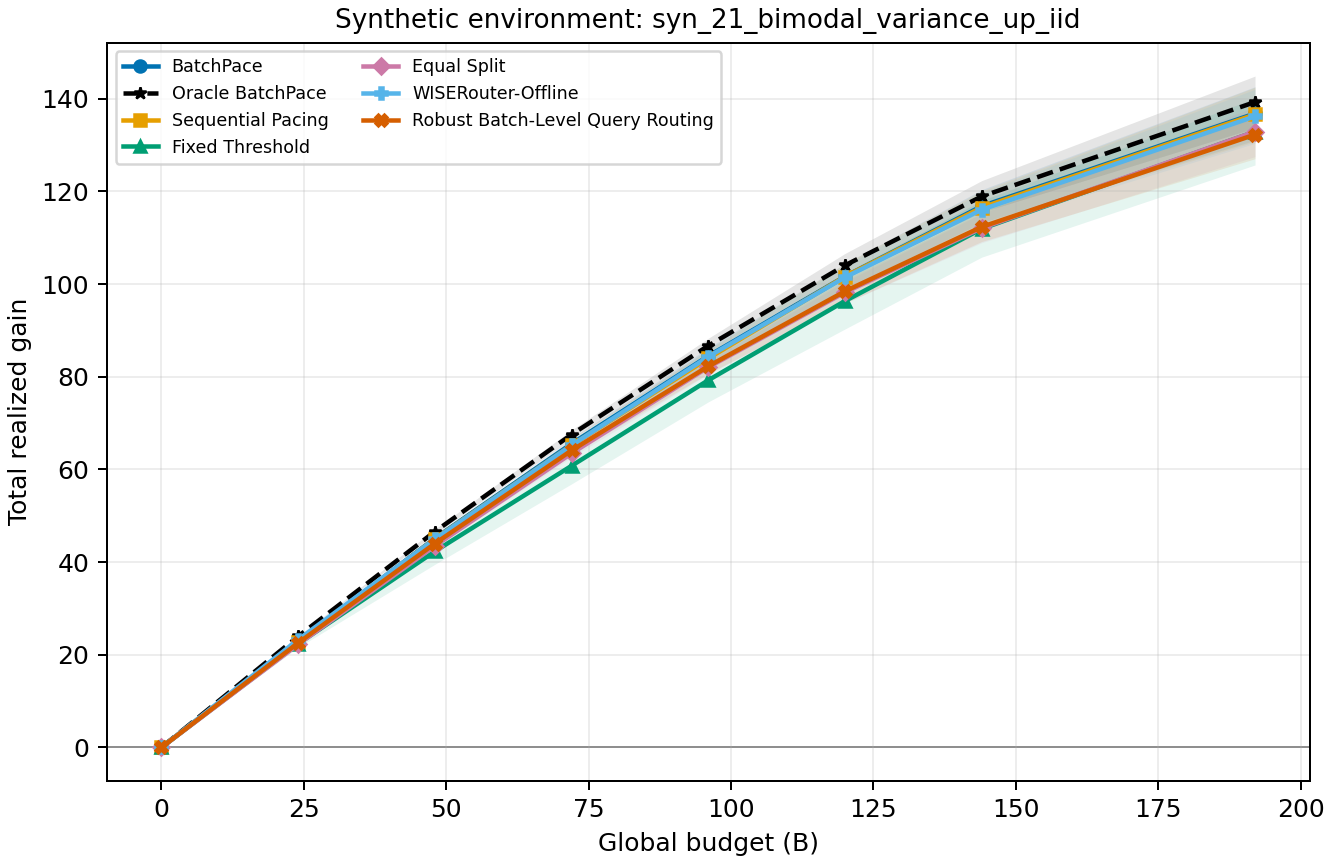 Synthetic environment: syn_21_bimodal_variance_up_iid
BatchPace
Oracle BatchPace
Sequential Pacing
Fixed Threshold
Equal Split
WISERouter-Offline
Robust Batch-Level Query Routing
Total realized gain
140
120
100
80
60
40
20
0
0 25 50 75 100 125 150 175 200
Global budget (B)